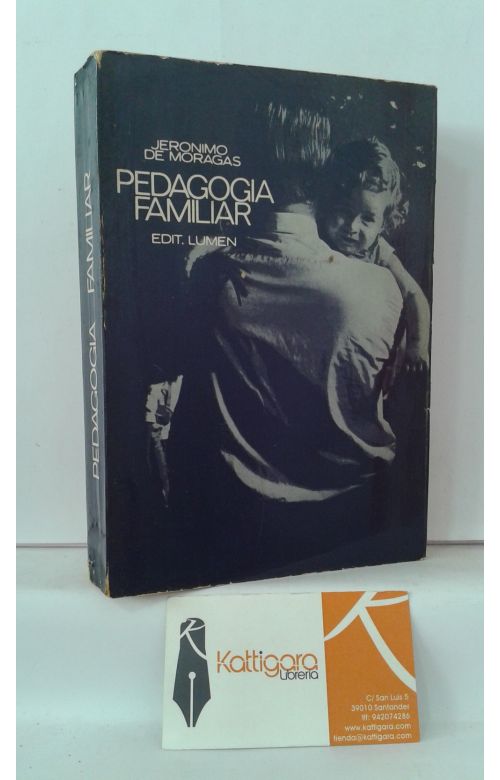 JERONIMO
DE MORAGAS
PEDAGOGIA
FAMILIAR
EDIT. LUMEN
PEDAGOGIA FAMILIAR
Kattigara
Librería
C/ San Luis 5
39010 Santander
tlf: 942074286
www.kattigara.com
tienda@kattigara.com